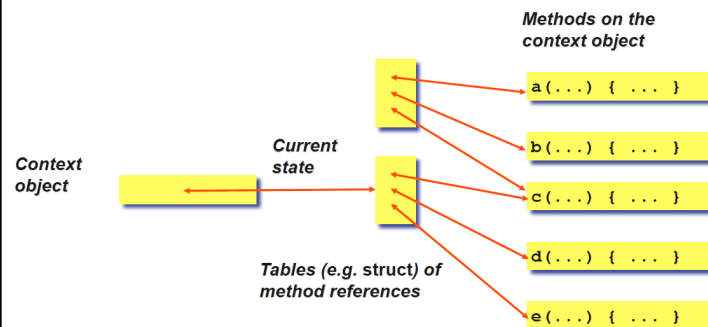 Methods on the
context object
a(...) { ... }
b(...) { ... }
Current
state
Context
object
c(...) { ... }
d(...) { ... }
Tables (e.g. struct) of
method references
e(...) { ... }